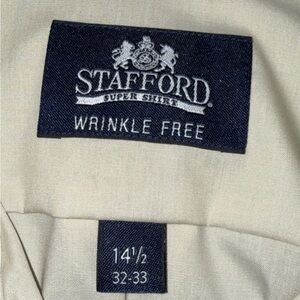 STAFFORD
SUPER SHIRT
WRINKLE FREE
14½
32-33